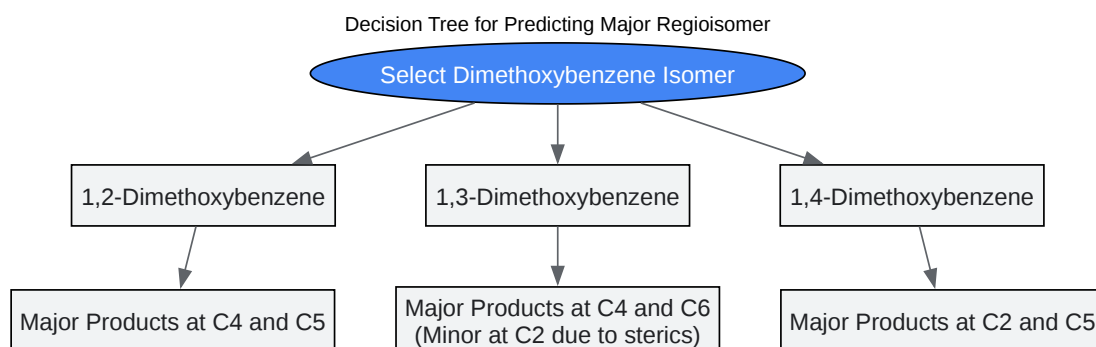 Decision Tree for Predicting Major Regioisomer
Select Dimethoxybenzene Isomer
1,2-Dimethoxybenzene
1,3-Dimethoxybenzene
1,4-Dimethoxybenzene
Major Products at C4 and C5
Major Products at C4 and C6
(Minor at C2 due to sterics)
Major Products at C2 and C5